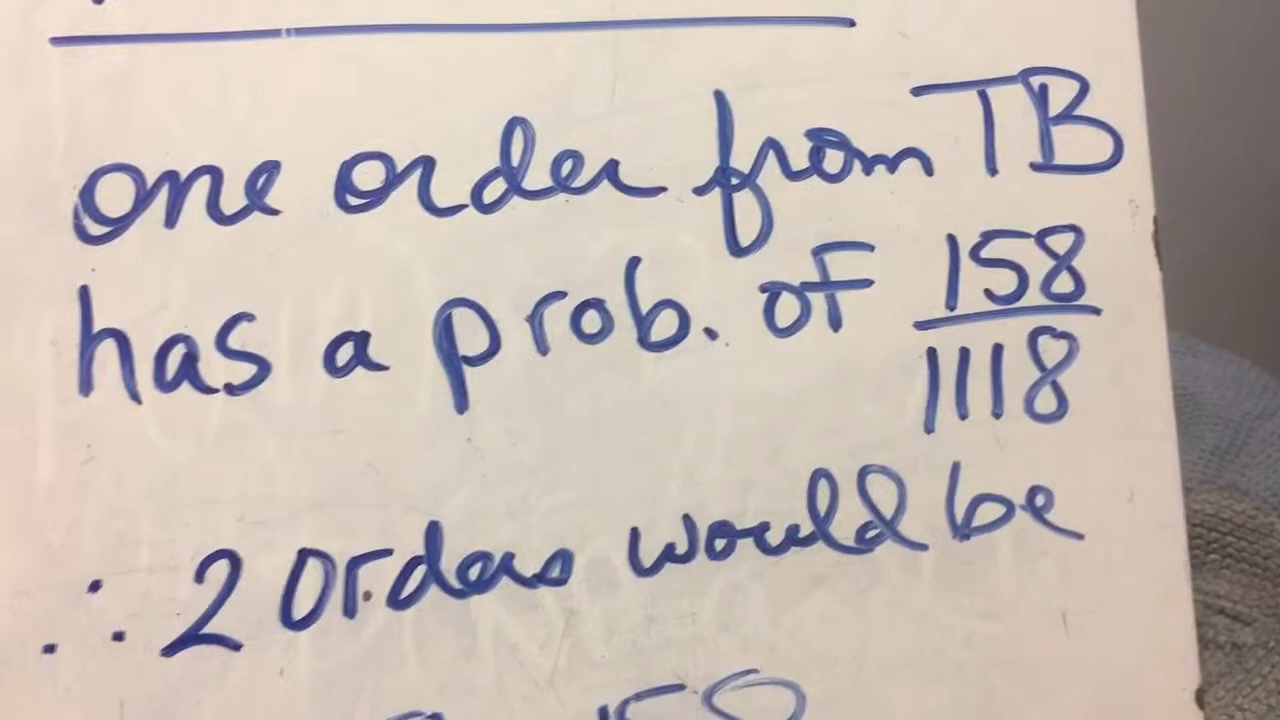 one order from TB
has a prob. of 158/1118
∴ 2 orders would be